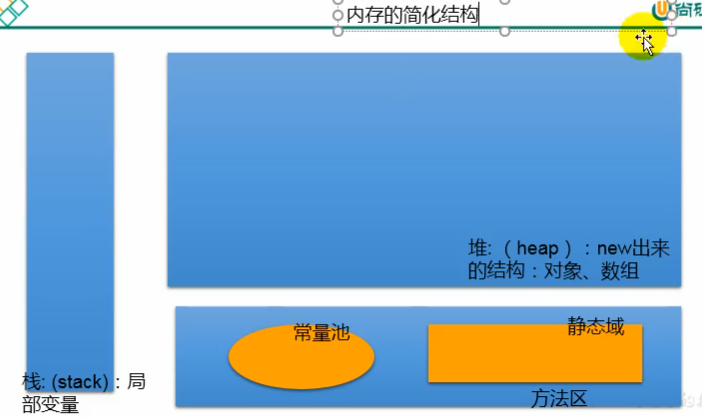 内存的简化结构
堆: （heap）：new出来
的结构：对象、数组
常量池
静态域
栈: (stack)：局
部变量
方法区